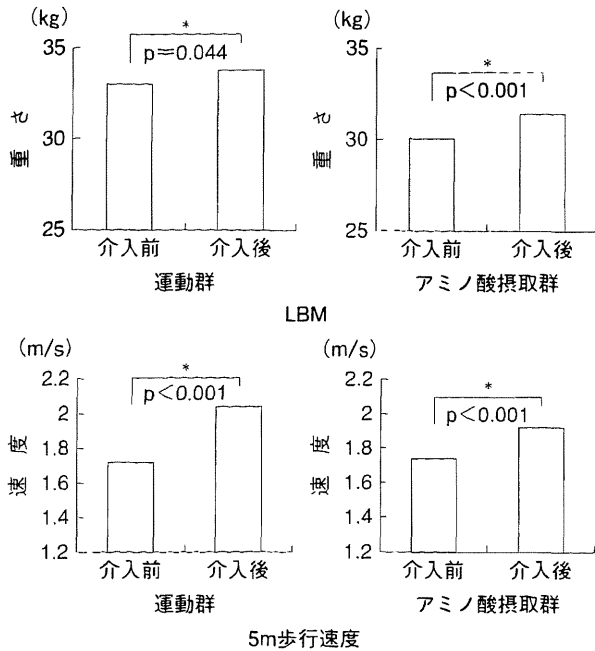 (kg)
35
30
25
重さ
*
p=0.044
介入前 介入後
運動群
(kg)
35
30
25
重さ
*
p<0.001
介入前 介入後
アミノ酸摂取群
LBM
(m/s)
2.2
2
1.8
1.6
1.4
1.2
速度
*
p<0.001
介入前 介入後
運動群
(m/s)
2.2
2
1.8
1.6
1.4
1.2
速度
*
p<0.001
介入前 介入後
アミノ酸摂取群
5m歩行速度